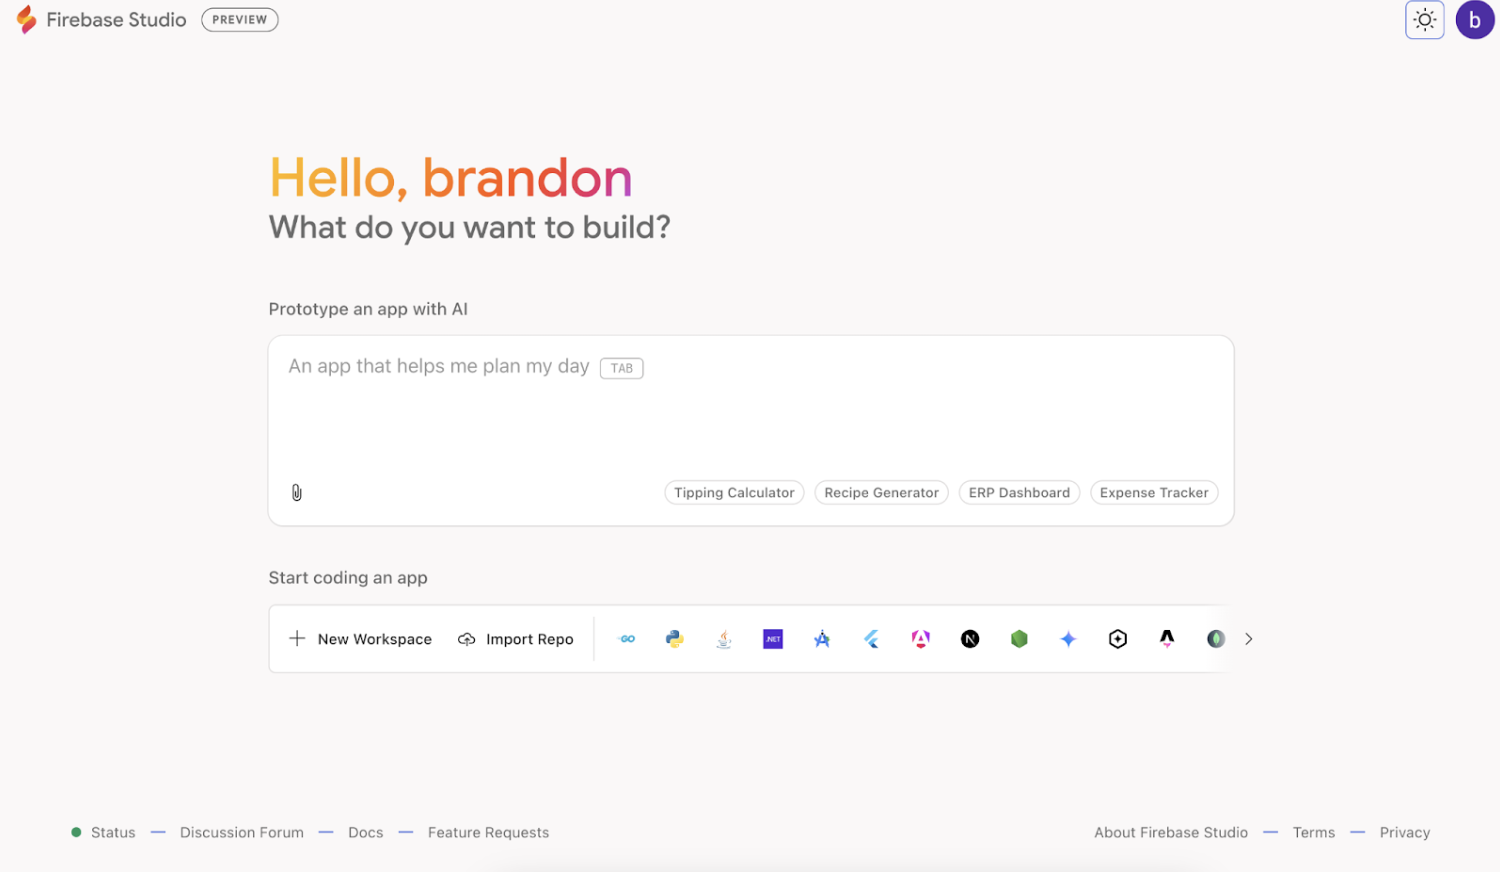 Firebase Studio PREVIEW
b
Hello, brandon
What do you want to build?
Prototype an app with AI
An app that helps me plan my day TAB
Tipping Calculator Recipe Generator ERP Dashboard Expense Tracker
Start coding an app
New Workspace Import Repo GO .NET N
Status — Discussion Forum — Docs — Feature Requests
About Firebase Studio — Terms — Privacy